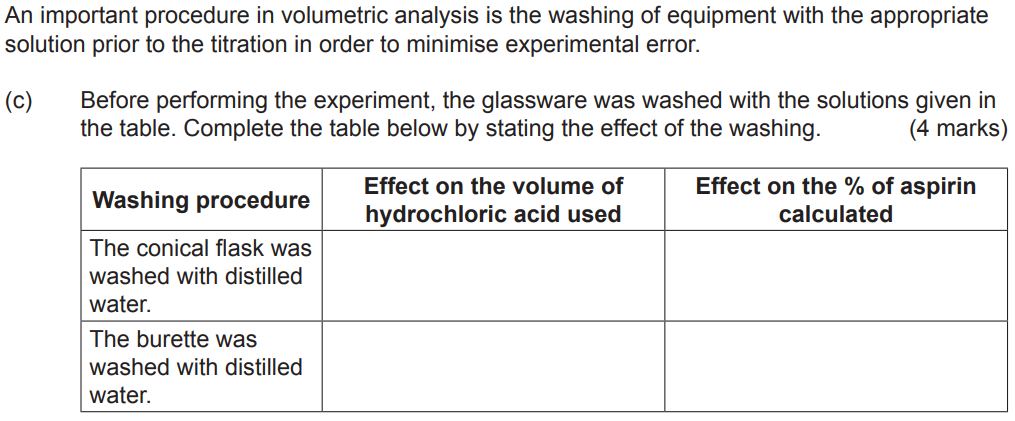 An important procedure in volumetric analysis is the washing of equipment with the appropriate
solution prior to the titration in order to minimise experimental error.
(c) Before performing the experiment, the glassware was washed with the solutions given in
the table. Complete the table below by stating the effect of the washing. (4 marks)
Washing procedure
Effect on the volume of
hydrochloric acid used
Effect on the % of aspirin
calculated
The conical flask was
washed with distilled
water.
The burette was
washed with distilled
water.